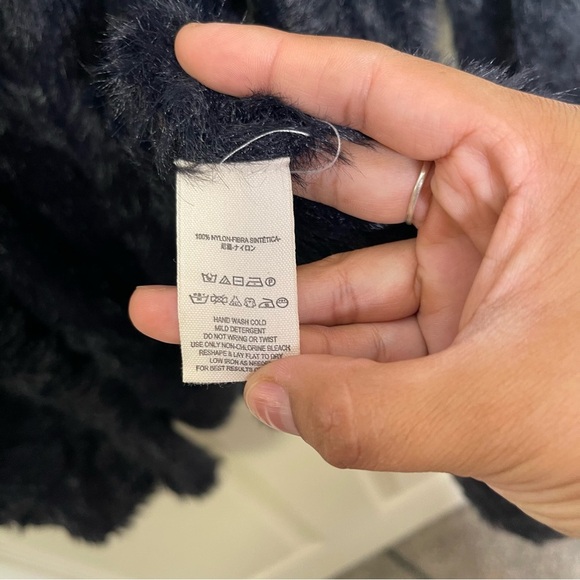 100% NYLON-FIBRA SINTÉTICA-
尼龍-ナイロン
HAND WASH COLD
MILD DETERGENT
DO NOT WRING OR TWIST
USE ONLY NON-CHLORINE BLEACH
RESHAPE & LAY FLAT TO DRY
LOW IRON AS NEEDED
FOR BEST RESULTS